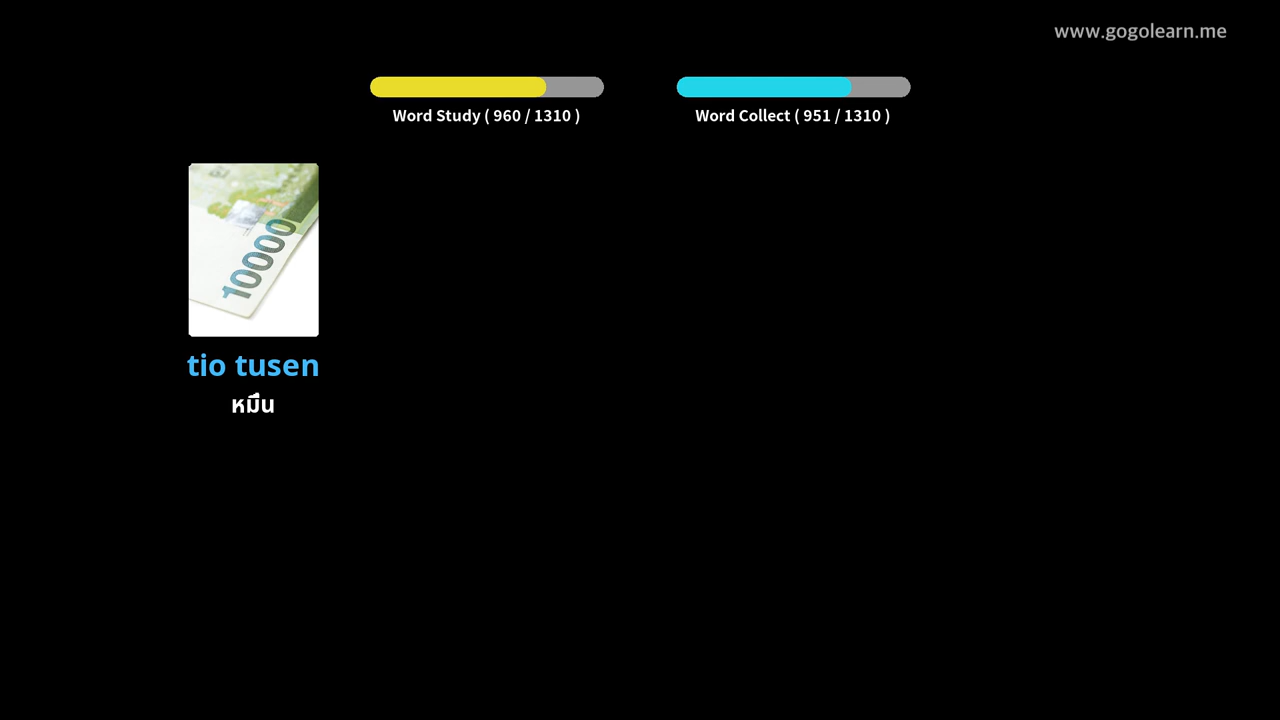 www.gogolearn.me
Word Study ( 960 / 1310 )
Word Collect ( 951 / 1310 )
10000
tio tusen
หมื่น